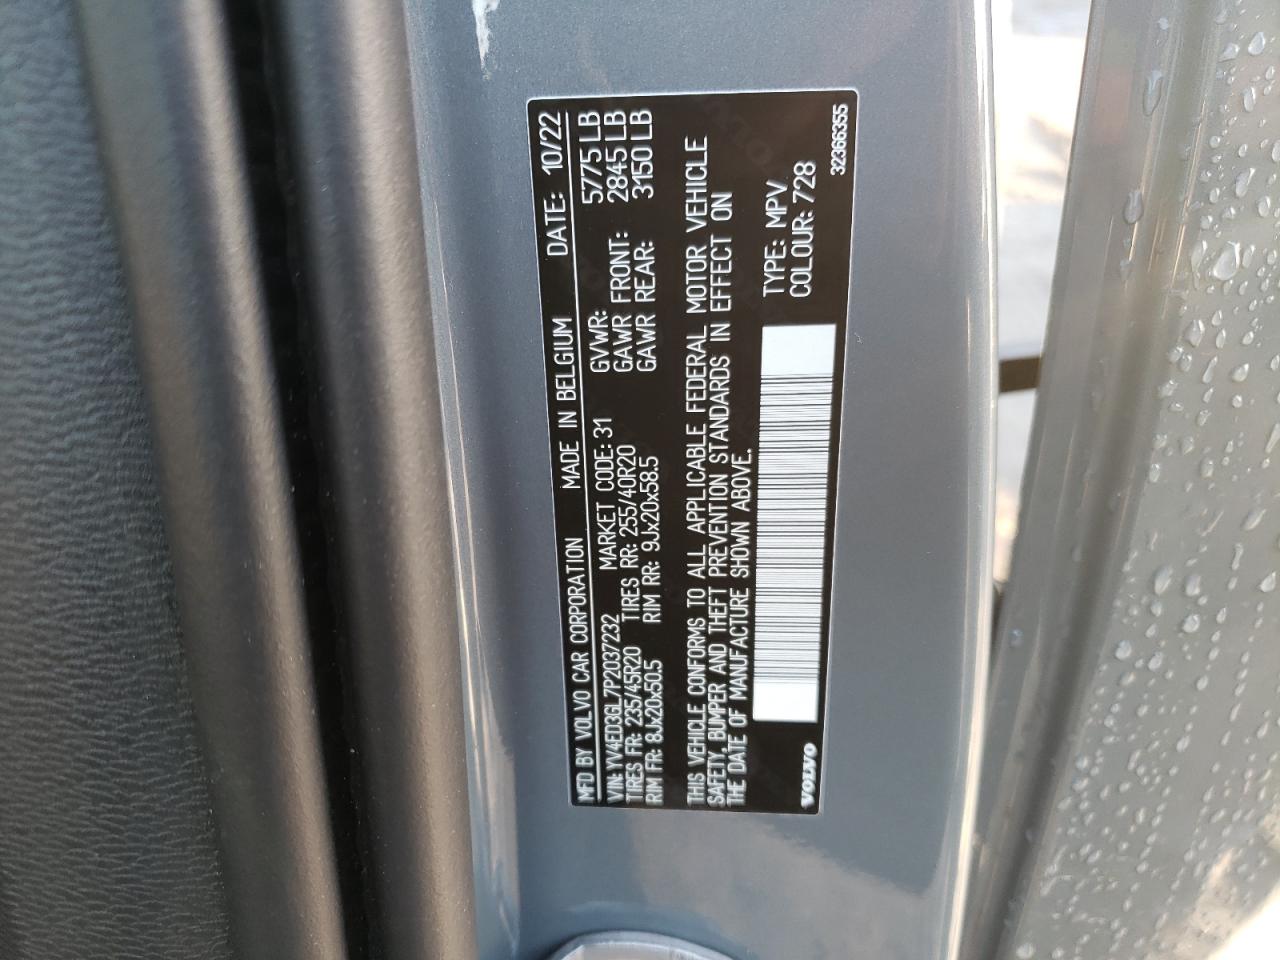 MFD BY VOLVO CAR CORPORATION MADE IN BELGIUM DATE: 10/22
VIN: YV4ED3GL7P2037232 MARKET CODE: 31 GVWR: 5775 LB
TIRES FR: 235/45R20 TIRES RR: 255/40R20 GAWR FRONT: 2845 LB
RIM FR: 8Jx20x50.5 RIM RR: 9Jx20x58.5 GAWR REAR: 3150 LB
THIS VEHICLE CONFORMS TO ALL APPLICABLE FEDERAL MOTOR VEHICLE
SAFETY, BUMPER AND THEFT PREVENTION STANDARDS IN EFFECT ON
THE DATE OF MANUFACTURE SHOWN ABOVE.
TYPE: MPV
COLOUR: 728
VOLVO 32366355